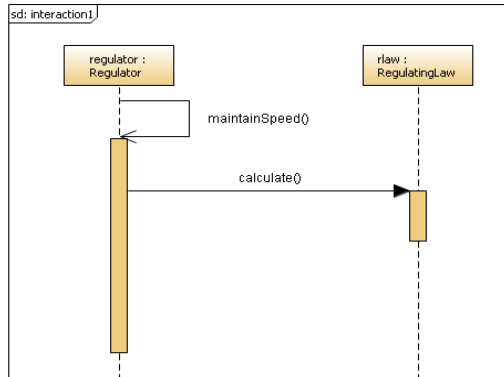 sd: interaction1
regulator :
Regulator
rlaw :
RegulatingLaw
maintainSpeed()
calculate()